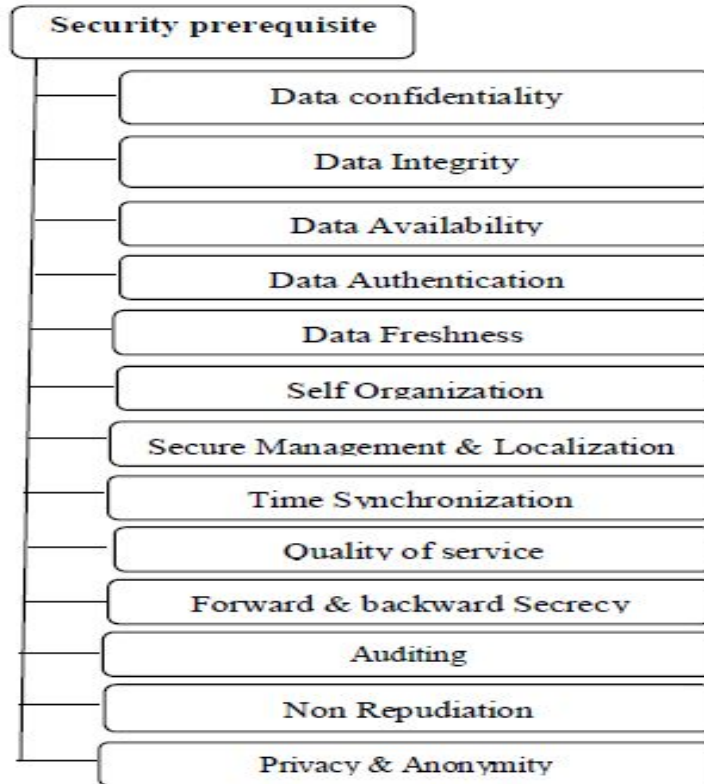 Security prerequisite
Data confidentiality
Data Integrity
Data Availability
Data Authentication
Data Freshness
Self Organization
Secure Management & Localization
Time Synchronization
Quality of service
Forward & backward Secrecy
Auditing
Non Repudiation
Privacy & Anonymity